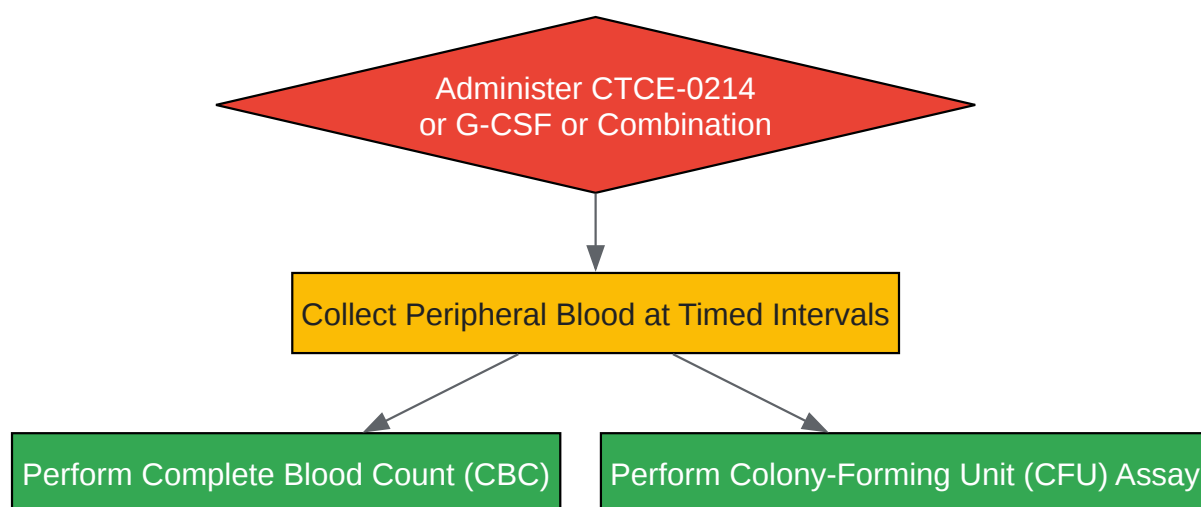 Administer CTCE-0214
or G-CSF or Combination
Collect Peripheral Blood at Timed Intervals
Perform Complete Blood Count (CBC)
Perform Colony-Forming Unit (CFU) Assay